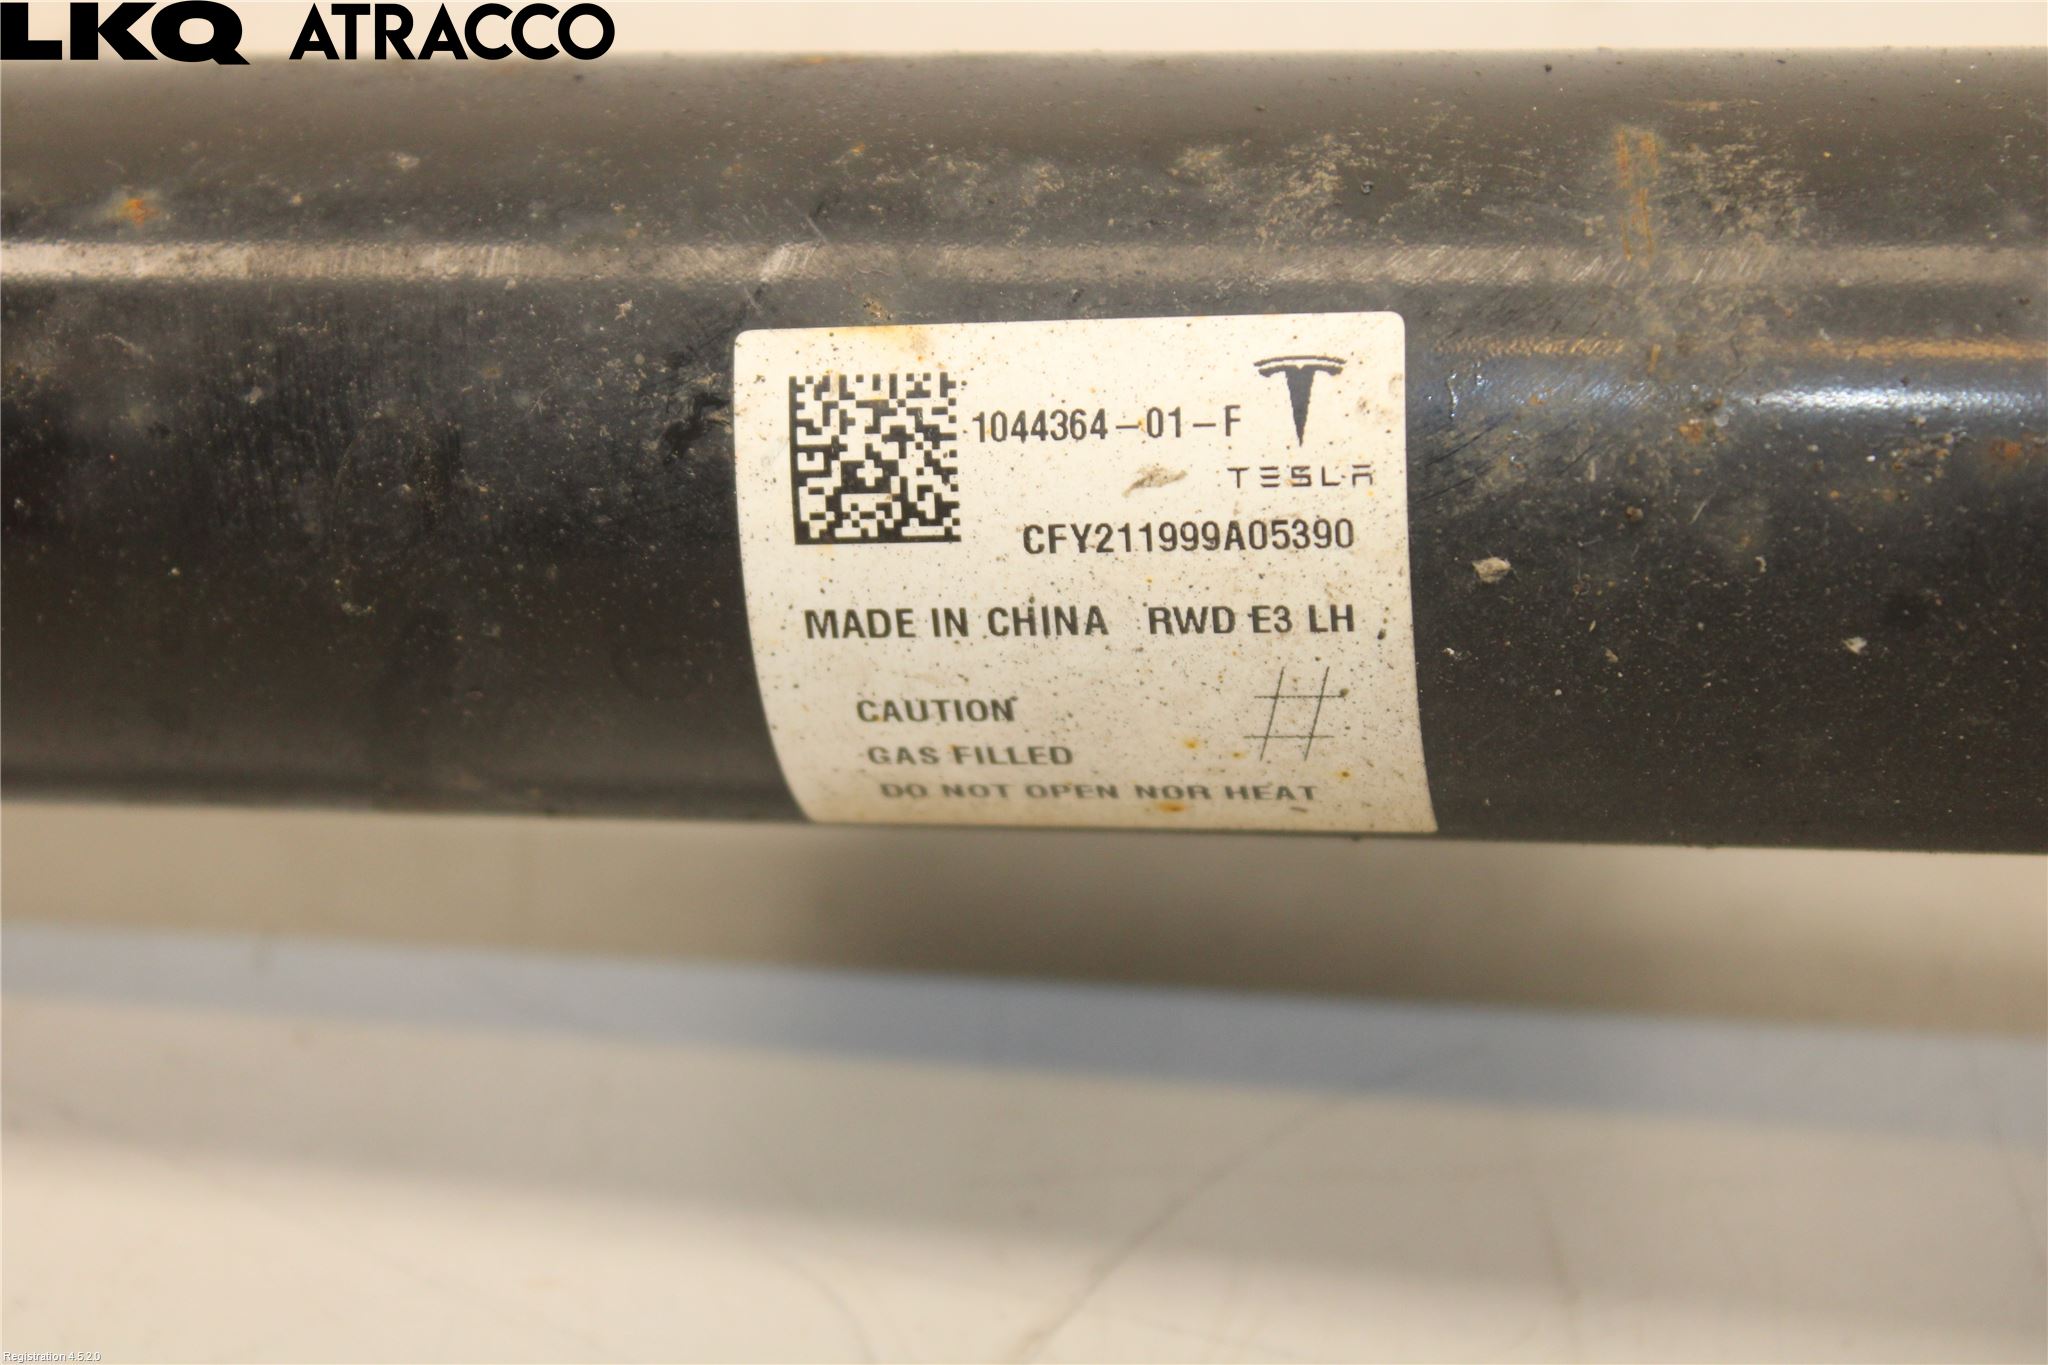 LKQ ATRACCO
1044364-01-F
TESLA
CFY211999A05390
MADE IN CHINA RWD E3 LH
CAUTION
GAS FILLED
DO NOT OPEN NOR HEAT
Registration 4.5.2.0